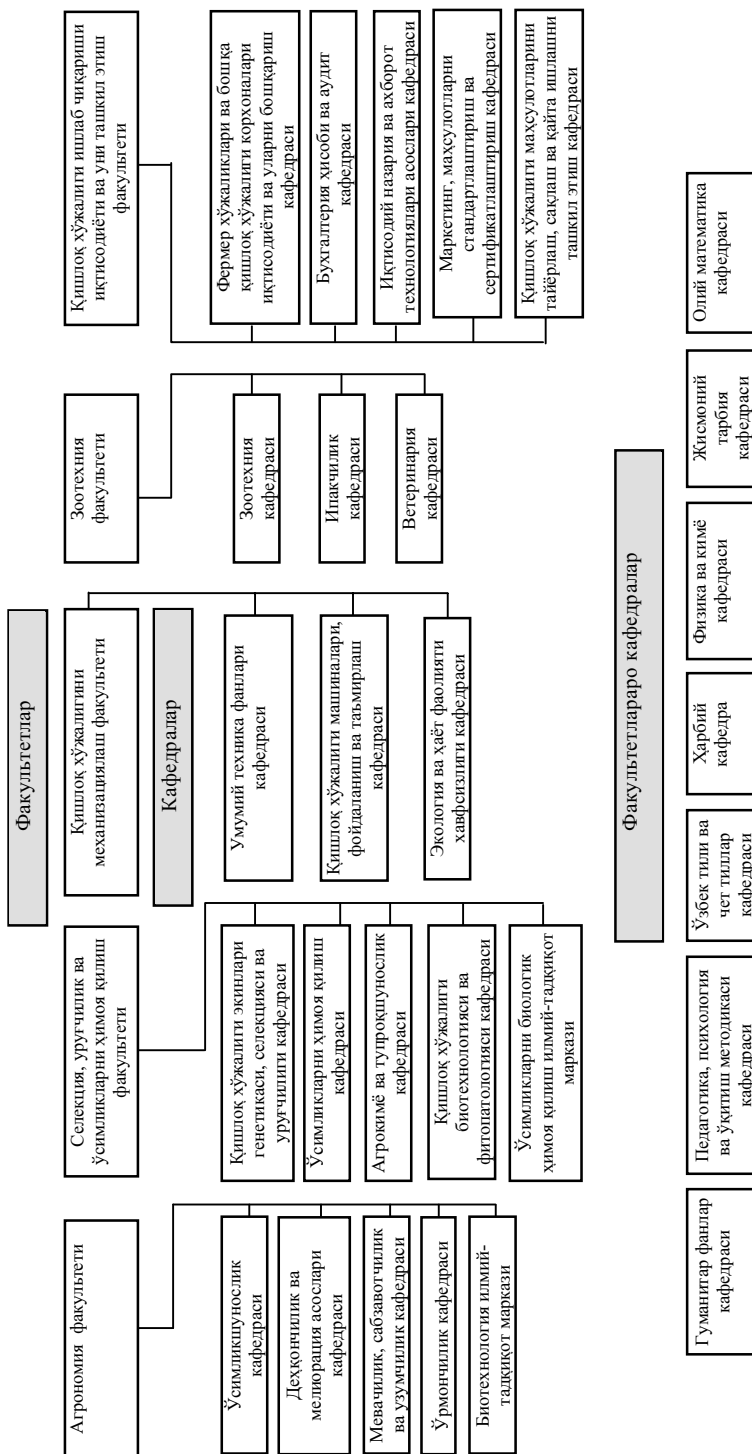 Факультетлар
Агрономия факультети
Селекция, уруғчилик ва
ўсимликларни ҳимоя қилиш
факультети
Қишлоқ хўжалигини
механизациялаш факультети
Зоотехния
факультети
Қишлоқ хўжалиги ишлаб чиқариши
иқтисодиёти ва уни ташкил этиш
факультети
Кафедралар
Ўсимликшунослик
кафедраси
Деҳқончилик ва
мелиорация асослари
кафедраси
Мевачилик, сабзавотчилик
ва узумчилик кафедраси
Ўрмончилик кафедраси
Биотехнология илмий-
тадқиқот маркази
Қишлоқ хўжалиги экинлари
генетикаси, селекцияси ва
уруғчилиги кафедраси
Ўсимликларни ҳимоя қилиш
кафедраси
Агрокимё ва тупроқшунослик
кафедраси
Қишлоқ хўжалиги
биотехнологияси ва
фитопатологияси кафедраси
Ўсимликларни биологик
ҳимоя қилиш илмий-тадқиқот
маркази
Умумий техника фанлари
кафедраси
Қишлоқ хўжалиги машиналари,
фойдаланиш ва таъмирлаш
кафедраси
Экология ва ҳаёт фаолияти
хавфсизлиги кафедраси
Зоотехния
кафедраси
Ипакчилик
кафедраси
Ветеринария
кафедраси
Фермер хўжаликлари ва бошқа
қишлоқ хўжалиги корхоналари
иқтисодиёти ва уларни бошқариш
кафедраси
Бухгалтерия ҳисоби ва аудит
кафедраси
Иқтисодий назария ва ахборот
технологиялари асослари кафедраси
Маркетинг, маҳсулотларни
стандартлаштириш ва
сертификатлаштириш кафедраси
Қишлоқ хўжалиги маҳсулотларини
тайёрлаш, сақлаш ва қайта ишлашни
ташкил этиш кафедраси
Факультетлараро кафедралар
Гуманитар фанлар
кафедраси
Педагогика, психология
ва ўқитиш методикаси
кафедраси
Ўзбек тили ва
чет тиллар
кафедраси
Ҳарбий
кафедра
Физика ва кимё
кафедраси
Жисмоний
тарбия
кафедраси
Олий математика
кафедраси